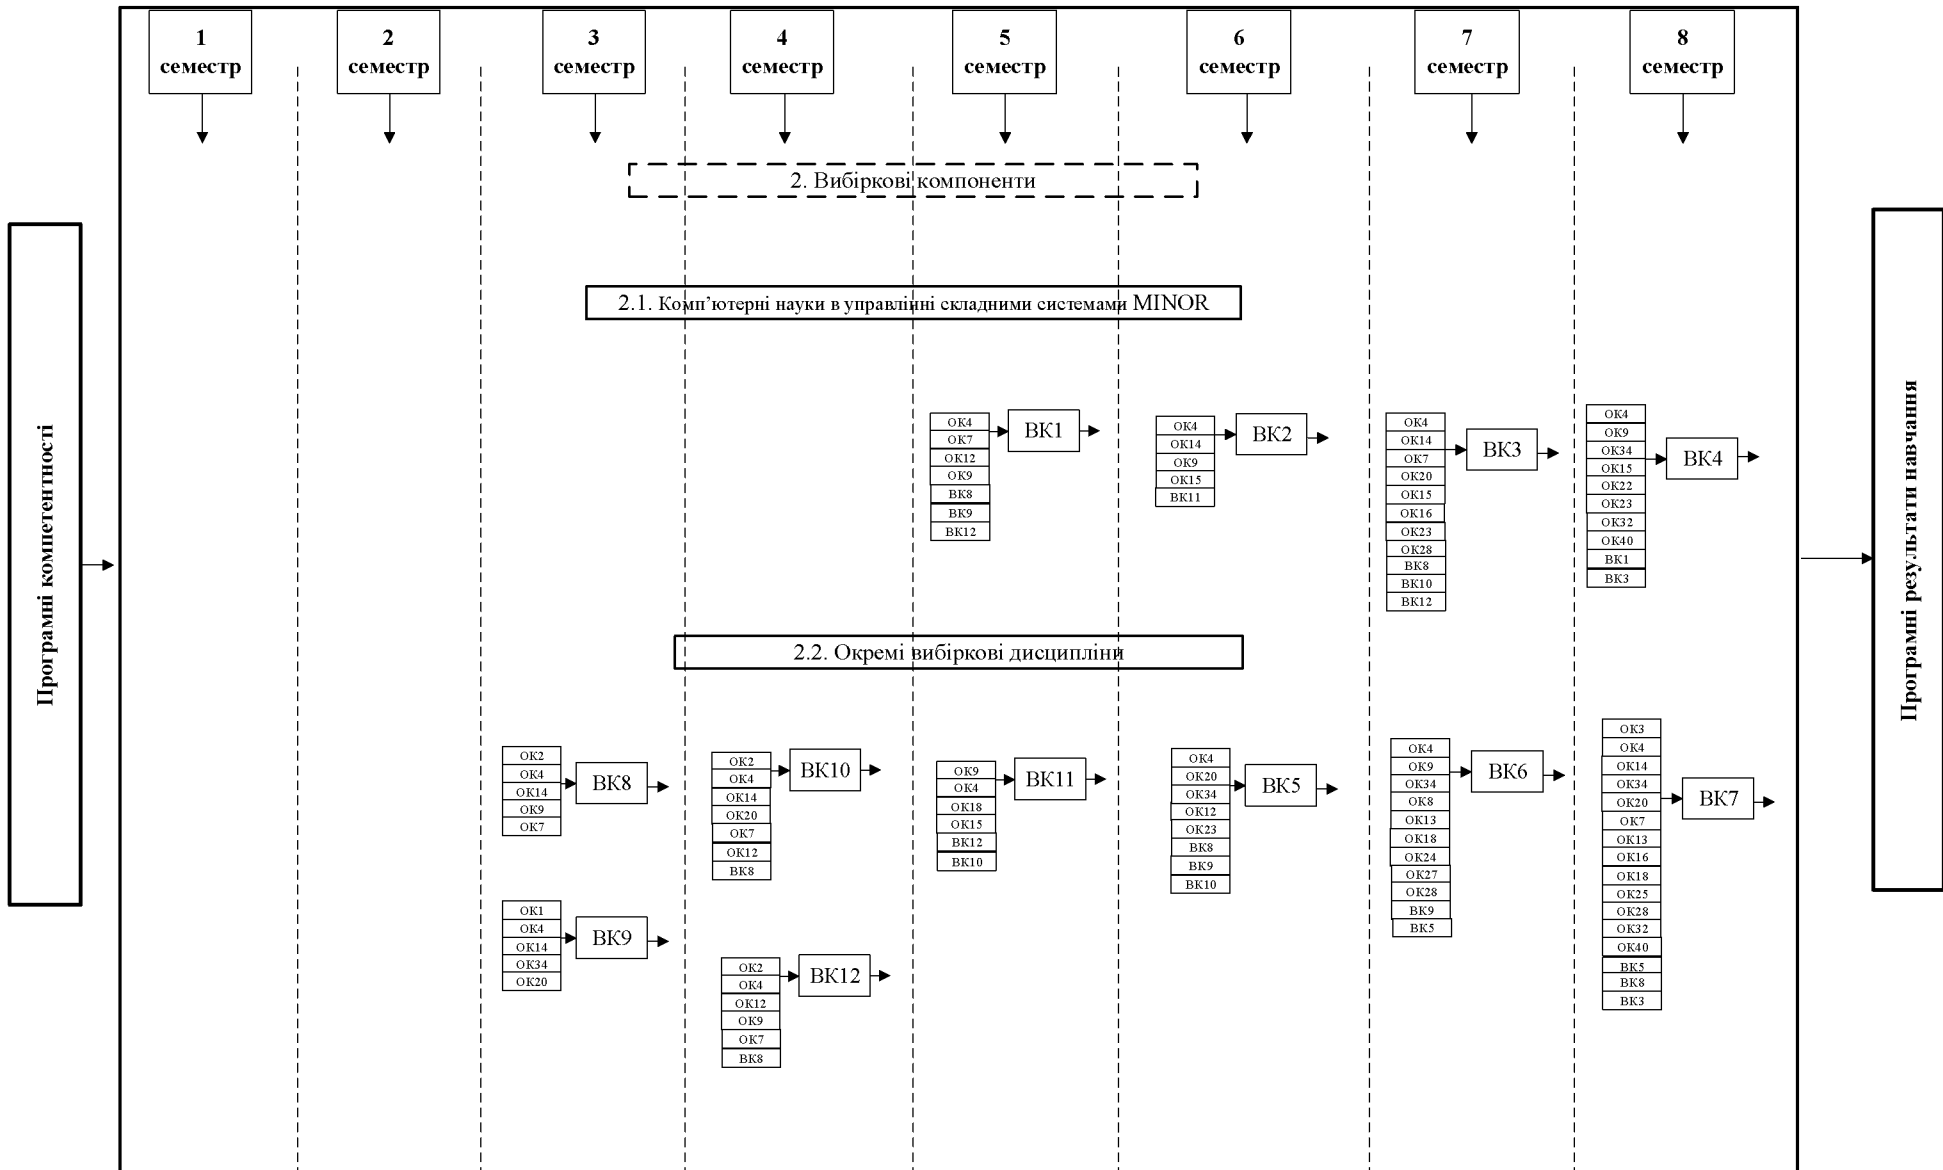 1
семестр
2
семестр
3
семестр
4
семестр
5
семестр
6
семестр
7
семестр
8
семестр
2. Вибіркові компоненти
Програмні компетентності
Програмні результати навчання
2.1. Комп’ютерні науки в управлінні складними системами MINOR
ОК4
ОК7
ОК12
ОК9
ВК8
ВК9
ВК12
ВК1
ОК4
ОК14
ОК9
ОК15
ВК11
ВК2
ОК4
ОК14
ОК7
ОК20
ОК15
ОК16
ОК23
ОК28
ВК8
ВК10
ВК12
ВК3
ОК4
ОК9
ОК34
ОК15
ОК22
ОК23
ОК32
ОК40
ВК1
ВК3
ВК4
2.2. Окремі вибіркові дисципліни
ОК2
ОК4
ОК14
ОК9
ОК7
ВК8
ОК2
ОК4
ОК14
ОК20
ОК7
ОК12
ВК8
ВК10
ОК9
ОК4
ОК18
ОК15
ВК12
ВК10
ВК11
ОК4
ОК20
ОК34
ОК12
ОК23
ВК8
ВК9
ВК10
ВК5
ОК4
ОК9
ОК34
ОК8
ОК13
ОК18
ОК24
ОК27
ОК28
ВК9
ВК5
ВК6
ОК3
ОК4
ОК14
ОК34
ОК20
ОК7
ОК13
ОК16
ОК18
ОК25
ОК28
ОК32
ОК40
ВК5
ВК8
ВК3
ВК7
ОК1
ОК4
ОК14
ОК34
ОК20
ВК9
ОК2
ОК4
ОК12
ОК9
ОК7
ВК8
ВК12